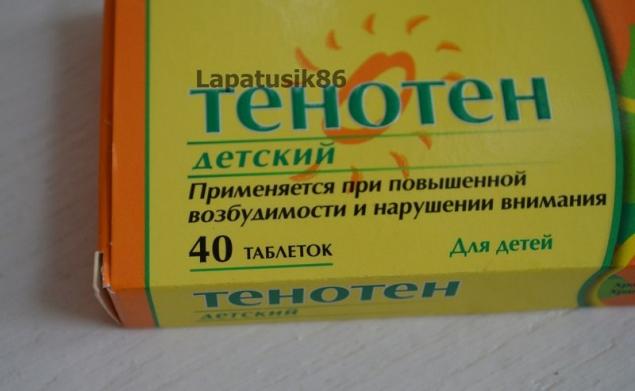 Lapatusik86
тенотен
детский
Применяется при повышенной
возбудимости и нарушении внимания
40 таблеток
Для детей
тенотен
детский